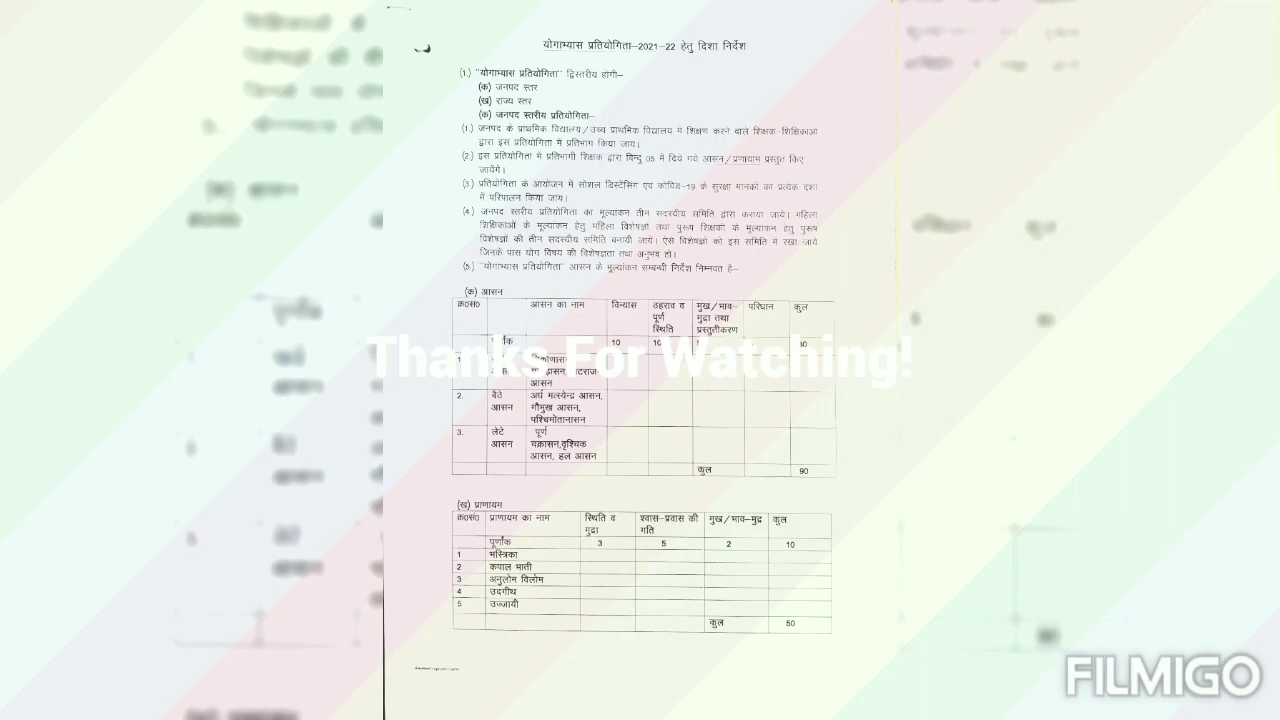 योगाभ्यास प्रतियोगिता–2021–22 हेतु दिशा निर्देश
(1.) "योगाभ्यास प्रतियोगिता" द्विस्तरीय होगी–
(क) जनपद स्तर
(ख) राज्य स्तर
(क) जनपद स्तरीय प्रतियोगिता–
(1.) जनपद के प्राथमिक विद्यालय/उच्च प्राथमिक विद्यालय में शिक्षण करने वाले शिक्षक–शिक्षिकाओं
द्वारा इस प्रतियोगिता में प्रतिभाग किया जाय।
(2.) इस प्रतियोगिता में प्रतिभागी शिक्षक द्वारा बिन्दु 05 में दिये गये आसन/प्राणायाम प्रस्तुत किए
जायेंगे।
(3.) प्रतियोगिता के आयोजन में सोशल डिस्टेंसिंग एवं कोविड–19 के सुरक्षा मानकों का प्रत्येक दशा
में परिपालन किया जाय।
(4.) जनपद स्तरीय प्रतियोगिता का मूल्यांकन तीन सदस्यीय समिति द्वारा कराया जाये। महिला
शिक्षिकाओं के मूल्यांकन हेतु महिला विशेषज्ञों तथा पुरूष शिक्षकों के मूल्यांकन हेतु पुरूष
विशेषज्ञों की तीन सदस्यीय समिति बनायी जाये। ऐसे विशेषज्ञों को इस समिति में रखा जाये
जिनके पास योग विषय की विशेषज्ञता तथा अनुभव हो।
(5.) "योगाभ्यास प्रतियोगिता" आसन के मूल्यांकन सम्बन्धी निर्देश निम्नवत हैं–
(क) आसन
क्र0सं0 आसन का नाम विन्यास ठहराव व पूर्ण स्थिति मुख/भाव–मुद्रा तथा प्रस्तुतीकरण परिधान कुल
10
1
आसन
2. बैठे अर्ध मत्स्येन्द्र आसन,
आसन गौमुख आसन,
पश्चिमोतानासन
3. लेटे पूर्ण
आसन चक्रासन,वृश्चिक
आसन, हल आसन
कुल 90
Thanks For Watching!
(ख) प्राणायम
क्र0सं0 प्राणायम का नाम स्थिति व मुद्रा श्वास–प्रवास की गति मुख/भाव–मुद्र कुल
पूर्णांक 3 5 2 10
1 भस्त्रिका
2 कपाल भाती
3 अनुलोम विलोम
4 उदगीथ
5 उज्जायी
कुल 50
FILMIGO